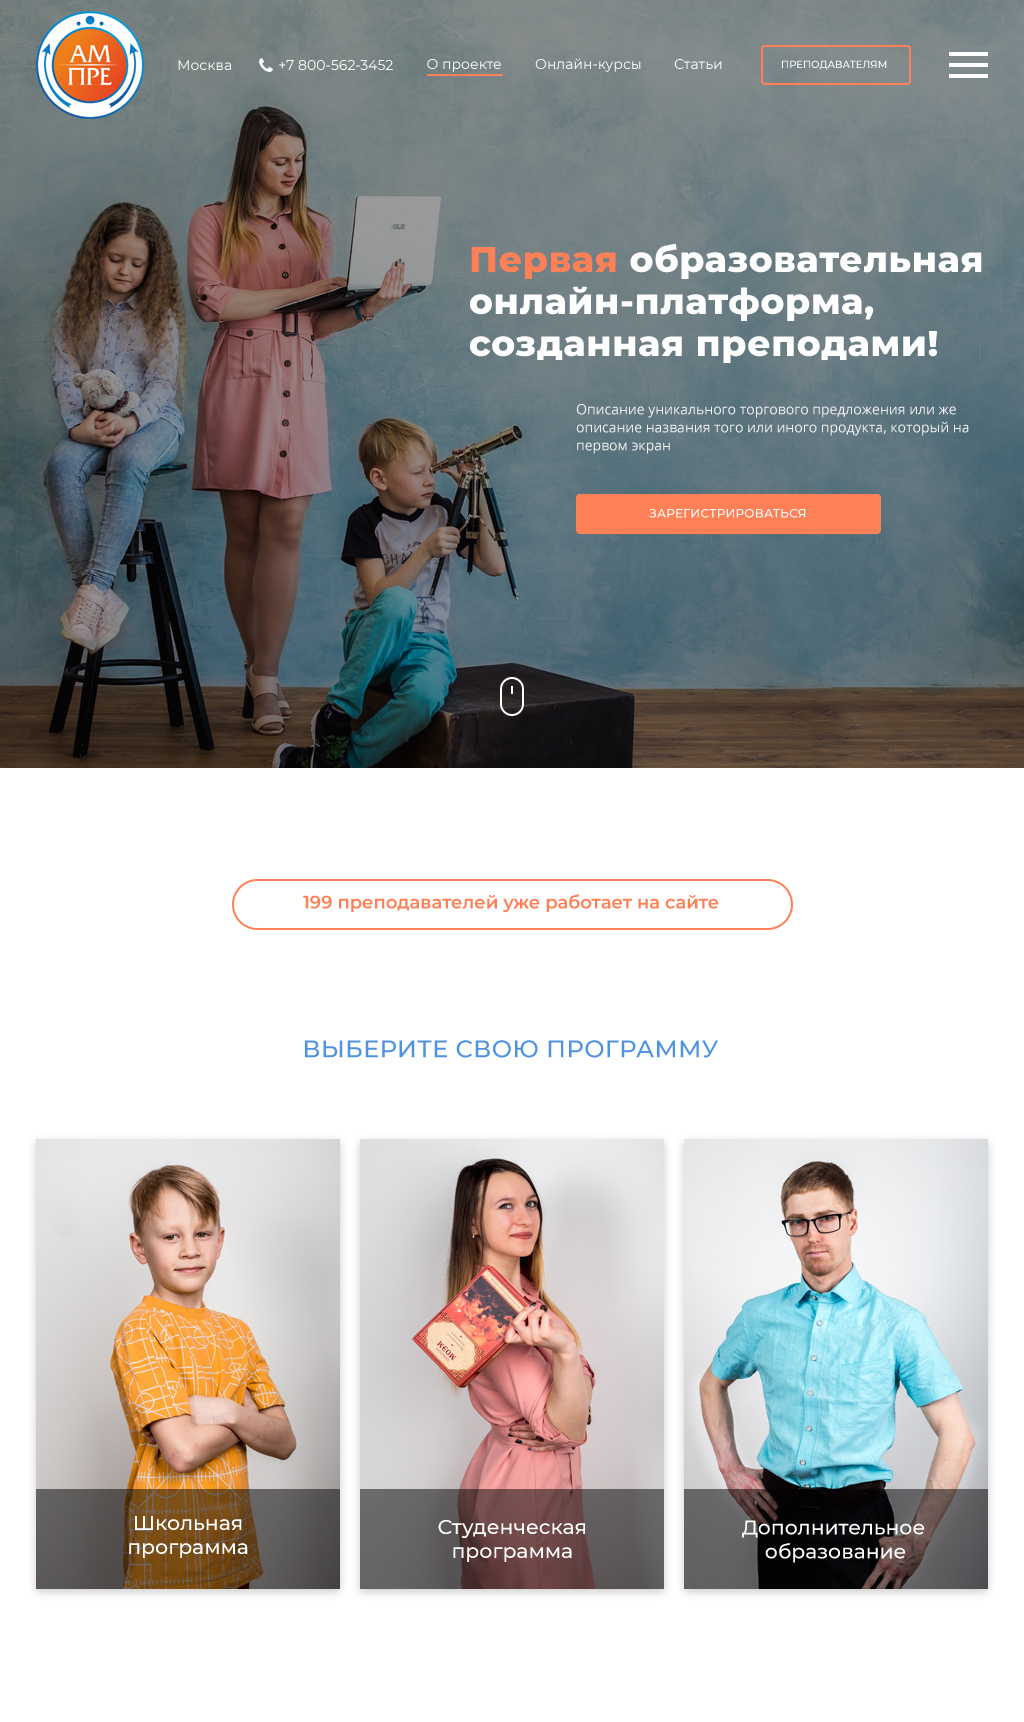 АМ
ПРЕ
Москва
+7 800-562-3452
О проекте
Онлайн-курсы
Статьи
ПРЕПОДАВАТЕЛЯМ
ASUS
Первая образовательная
онлайн-платформа,
созданная преподами!
Описание уникального торгового предложения или же
описание названия того или иного продукта, который на
первом экран
ЗАРЕГИСТРИРОВАТЬСЯ
199 преподавателей уже работает на сайте
ВЫБЕРИТЕ СВОЮ ПРОГРАММУ
МОЭМ
Школьная
программа
Студенческая
программа
Дополнительное
образование